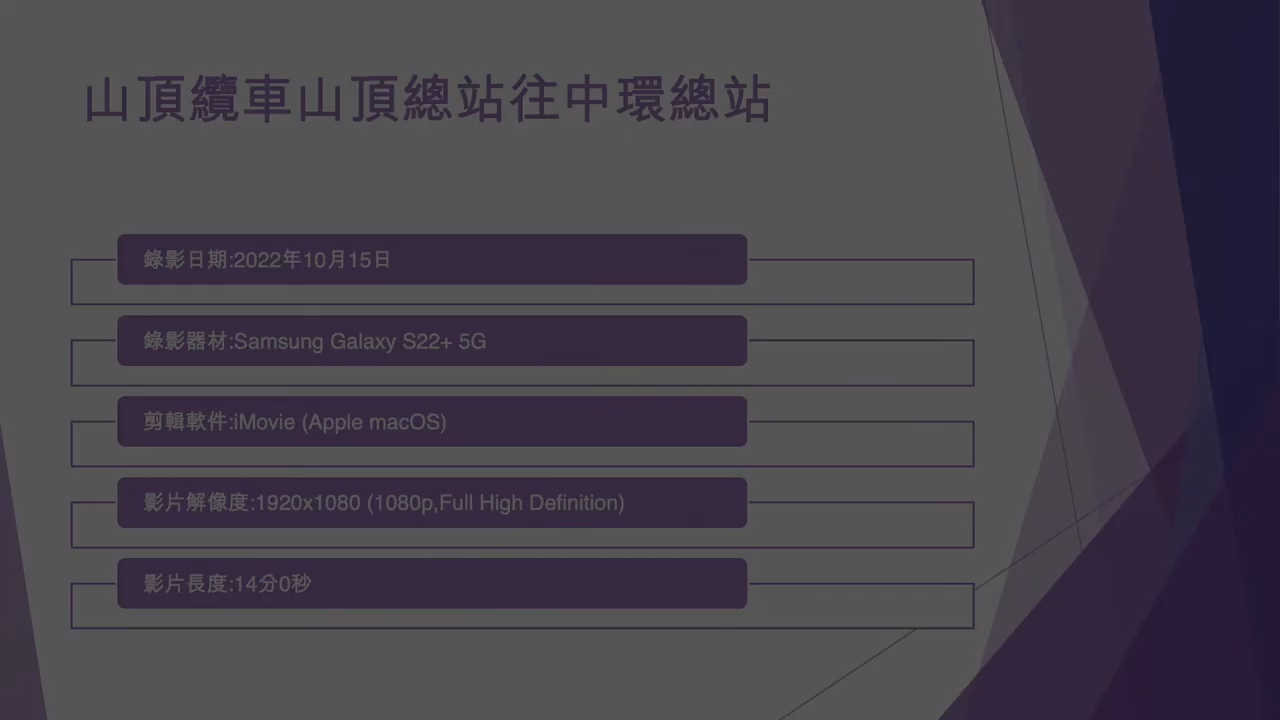 山頂纜車山頂總站往中環總站
錄影日期:2022年10月15日
錄影器材:Samsung Galaxy S22+ 5G
剪輯軟件:iMovie (Apple macOS)
影片解像度:1920x1080 (1080p,Full High Definition)
影片長度:14分0秒